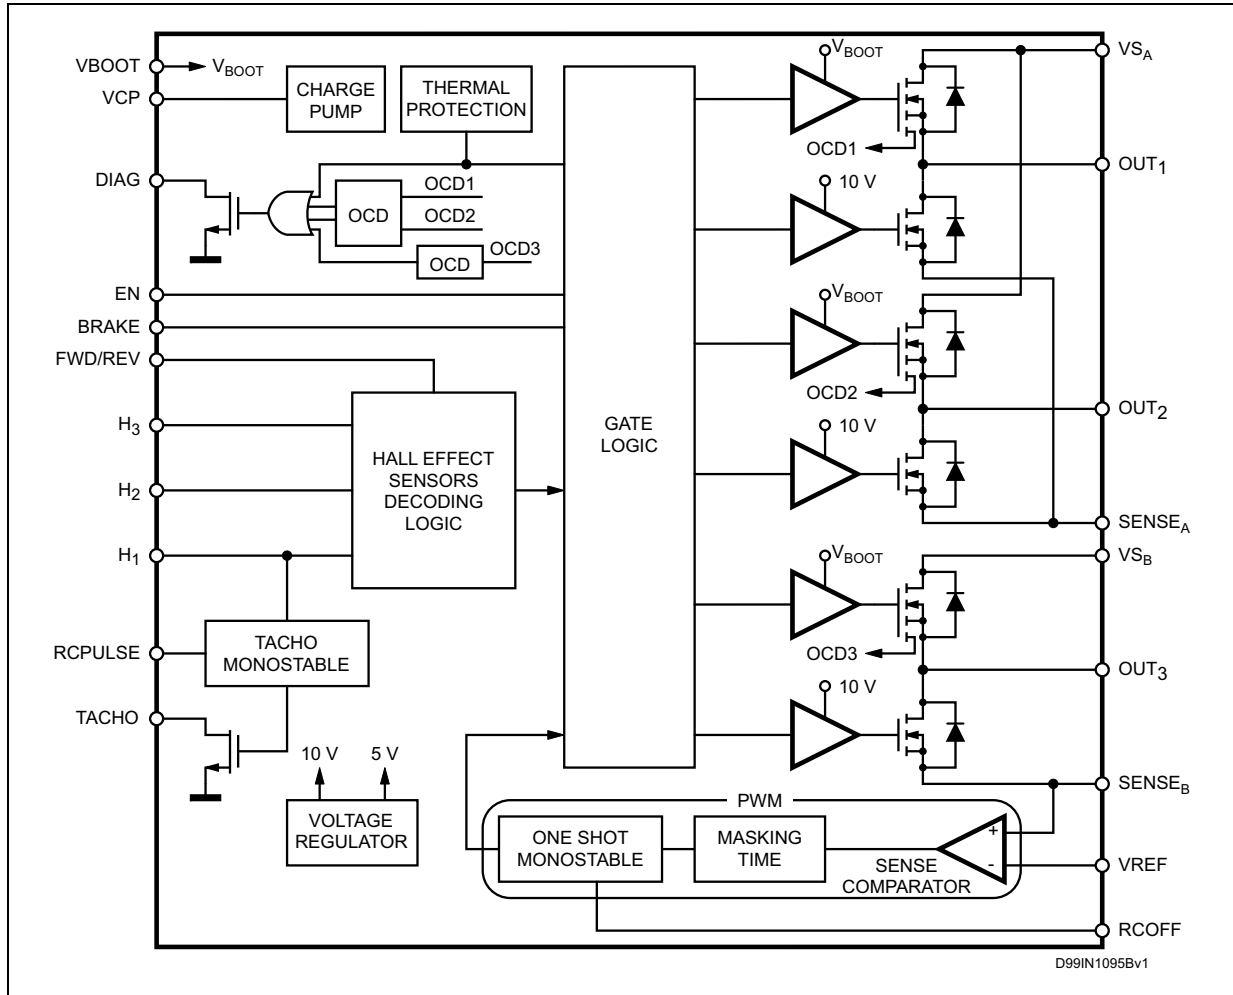 VBOOT
VBOOT
VCP
CHARGE
PUMP
THERMAL
PROTECTION
DIAG
OCD
OCD1
OCD2
OCD
OCD3
EN
BRAKE
FWD/REV
H3
H2
H1
HALL EFFECT
SENSORS
DECODING
LOGIC
RCPULSE
TACHO
MONOSTABLE
TACHO
10 V
5 V
VOLTAGE
REGULATOR
GATE
LOGIC
VBOOT
OCD1
10 V
VBOOT
OCD2
10 V
VBOOT
OCD3
10 V
PWM
ONE SHOT
MONOSTABLE
MASKING
TIME
+
-
SENSE
COMPARATOR
VSA
OUT1
OUT2
SENSEA
VSB
OUT3
SENSEB
VREF
RCOFF
D99IN1095Bv1